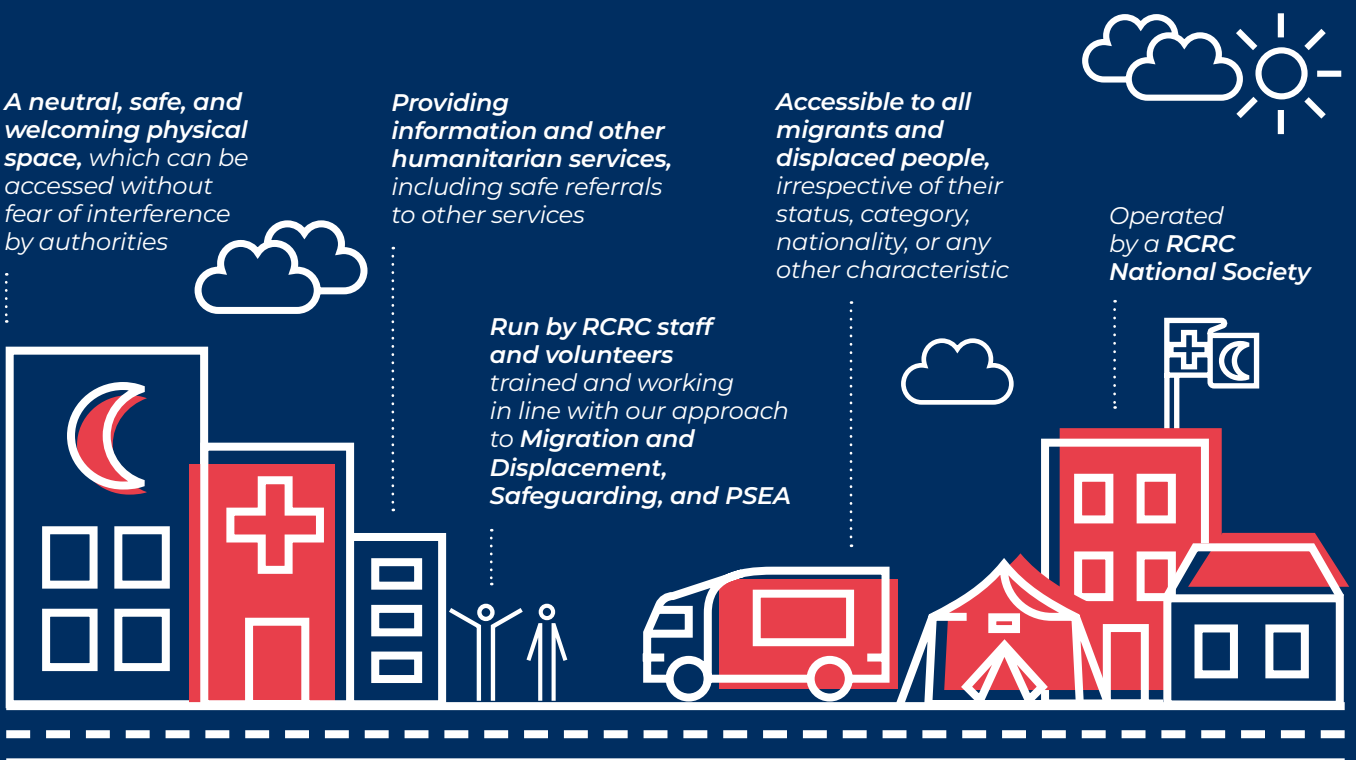 A neutral, safe, and
welcoming physical
space, which can be
accessed without
fear of interference
by authorities
Providing
information and other
humanitarian services,
including safe referrals
to other services
Run by RCRC staff
and volunteers
trained and working
in line with our approach
to Migration and
Displacement,
Safeguarding, and PSEA
Accessible to all
migrants and
displaced people,
irrespective of their
status, category,
nationality, or any
other characteristic
Operated
by a RCRC
National Society